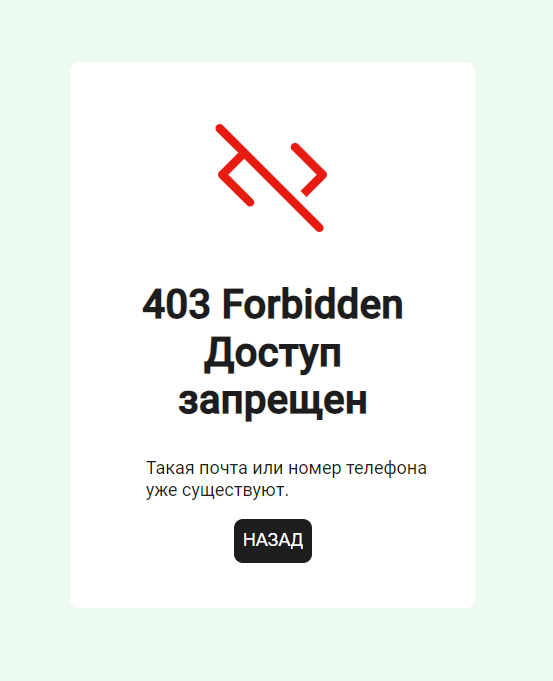 403 Forbidden
Доступ
запрещен
Такая почта или номер телефона
уже существуют.
НАЗАД